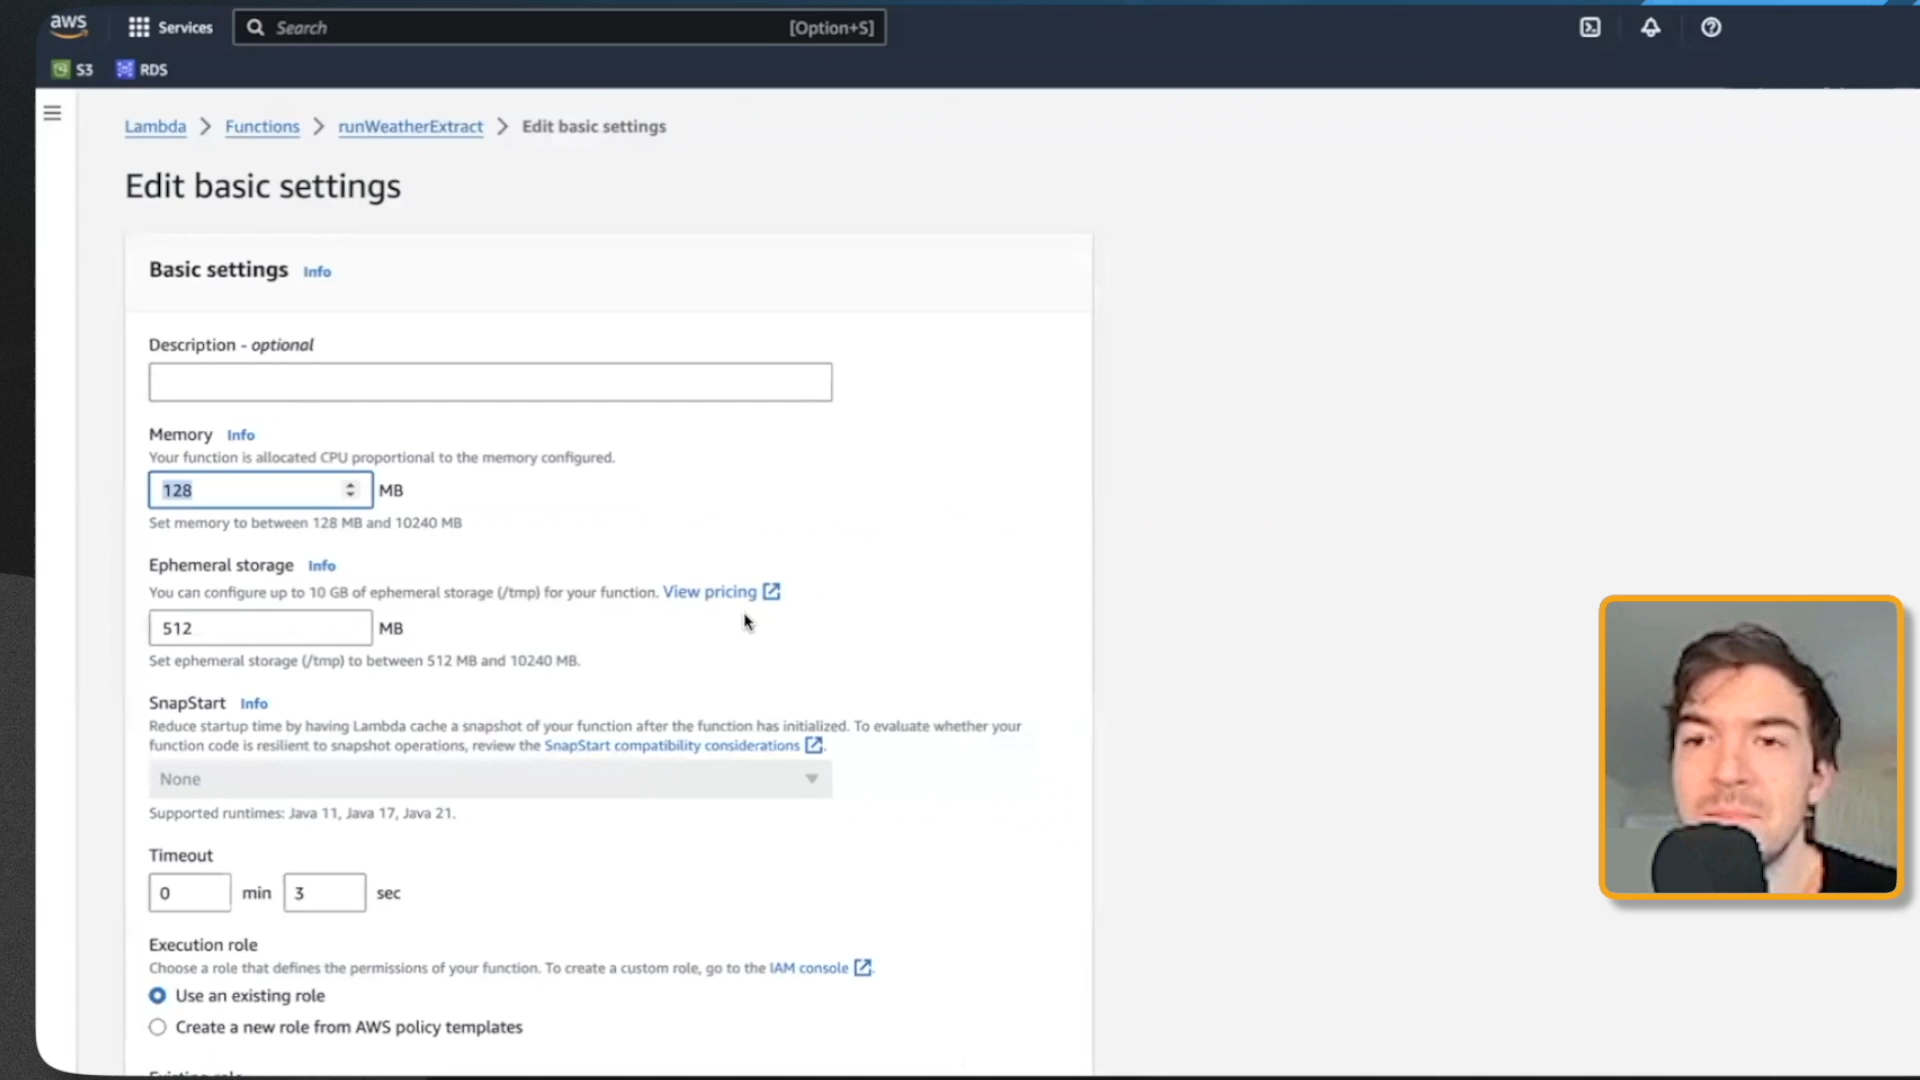 aws
Services
Search
[Option+S]
S3
RDS
Lambda
Functions
runWeatherExtract
Edit basic settings
Edit basic settings
Basic settings Info
Description - optional
Memory Info
Your function is allocated CPU proportional to the memory configured.
128 MB
Set memory to between 128 MB and 10240 MB
Ephemeral storage Info
You can configure up to 10 GB of ephemeral storage (/tmp) for your function. View pricing
512 MB
Set ephemeral storage (/tmp) to between 512 MB and 10240 MB.
SnapStart Info
Reduce startup time by having Lambda cache a snapshot of your function after the function has initialized. To evaluate whether your
function code is resilient to snapshot operations, review the SnapStart compatibility considerations .
None
Supported runtimes: Java 11, Java 17, Java 21.
Timeout
0 min 3 sec
Execution role
Choose a role that defines the permissions of your function. To create a custom role, go to the IAM console .
Use an existing role
Create a new role from AWS policy templates
Existing role